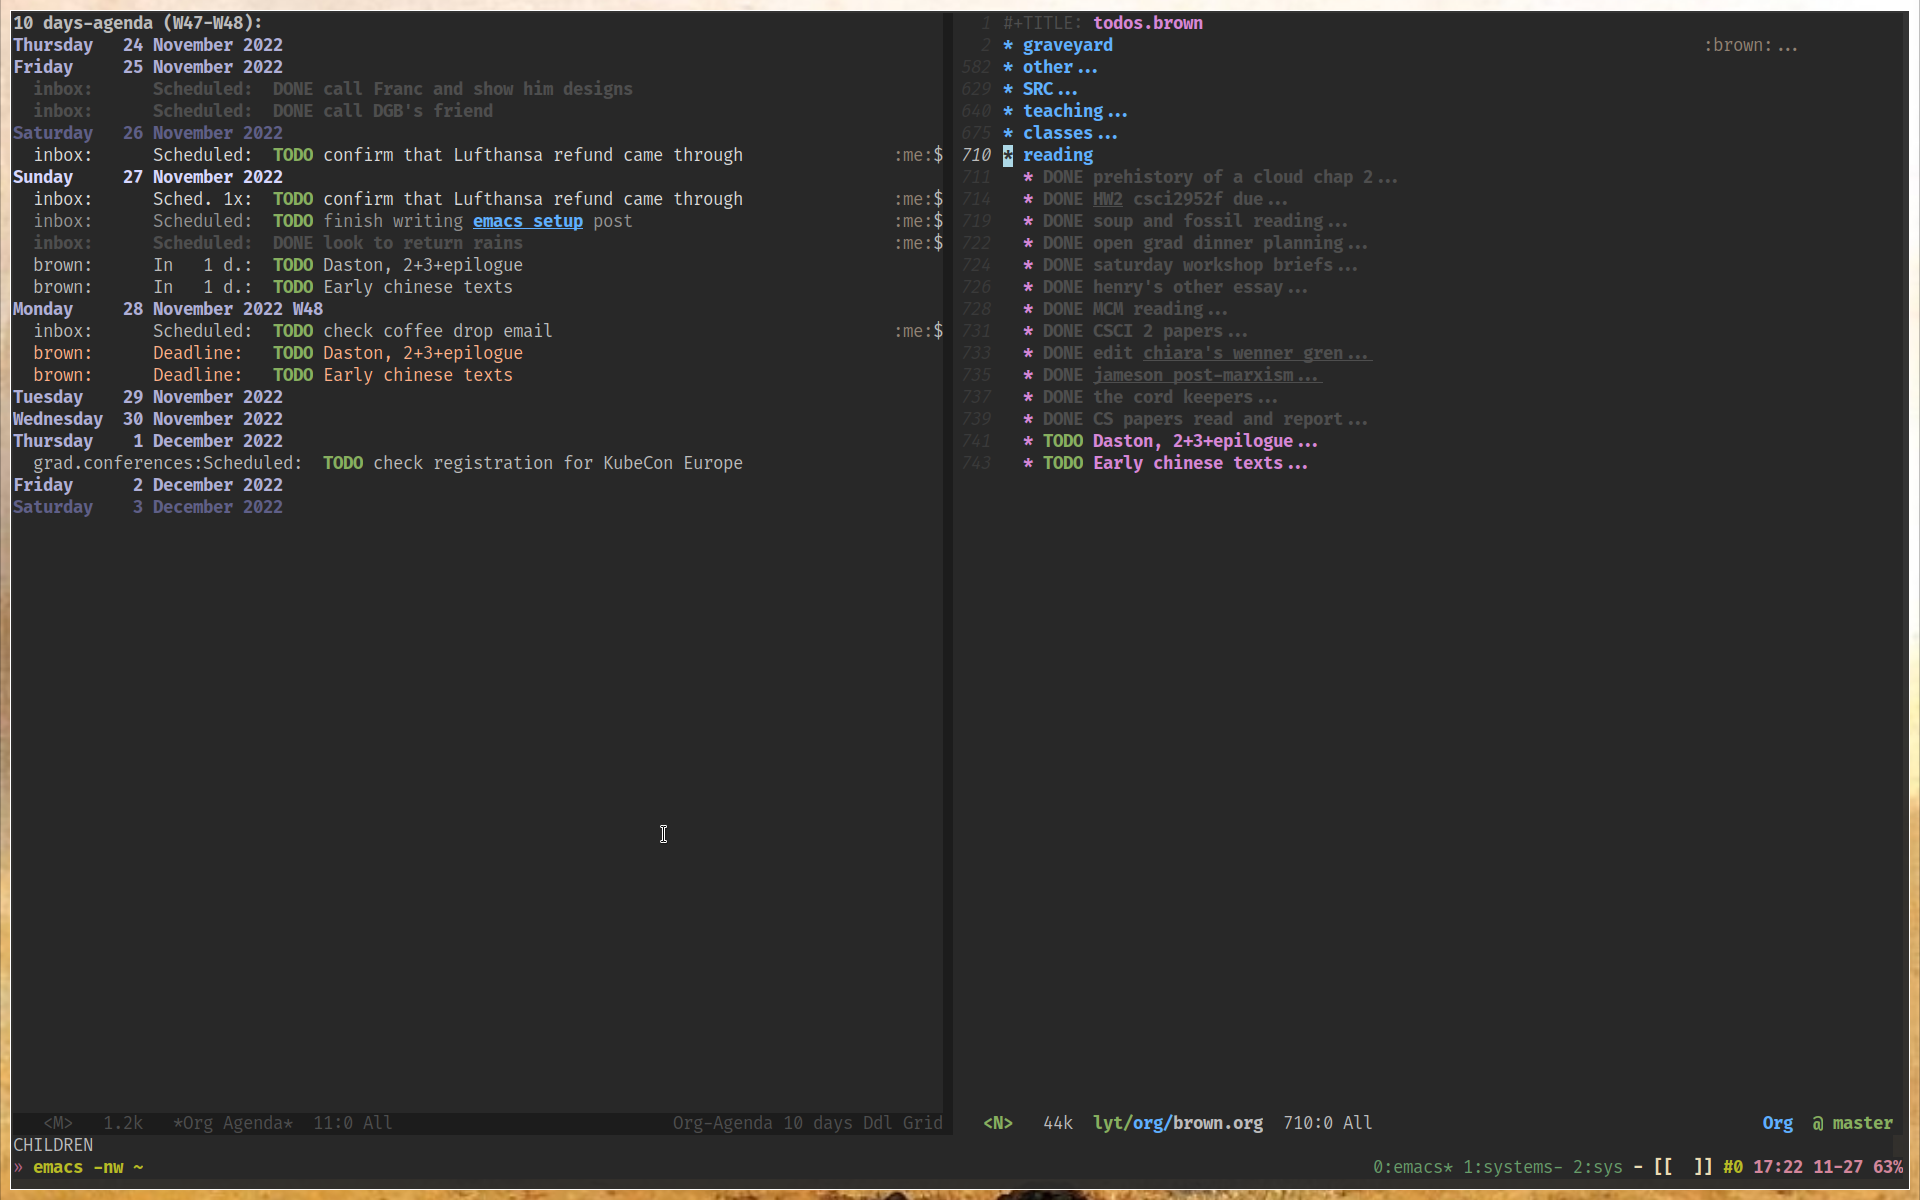 10 days-agenda (W47-W48):
Thursday   24 November 2022
Friday     25 November 2022
  inbox:      Scheduled:  DONE call Franc and show him designs
  inbox:      Scheduled:  DONE call DGB's friend
Saturday   26 November 2022
  inbox:      Scheduled:  TODO confirm that Lufthansa refund came through               :me:$
Sunday     27 November 2022
  inbox:      Sched. 1x:  TODO confirm that Lufthansa refund came through               :me:$
  inbox:      Scheduled:  TODO finish writing emacs setup post                          :me:$
  inbox:      Scheduled:  DONE look to return rains                                     :me:$
  brown:      In   1 d.:  TODO Daston, 2+3+epilogue
  brown:      In   1 d.:  TODO Early chinese texts
Monday     28 November 2022 W48
  inbox:      Scheduled:  TODO check coffee drop email                                  :me:$
  brown:      Deadline:   TODO Daston, 2+3+epilogue
  brown:      Deadline:   TODO Early chinese texts
Tuesday    29 November 2022
Wednesday  30 November 2022
Thursday    1 December 2022
  grad.conferences:Scheduled:  TODO check registration for KubeCon Europe
Friday      2 December 2022
Saturday    3 December 2022
<M>   1.2k   *Org Agenda*  11:0 All   Org-Agenda 10 days Ddl Grid
1 #+TITLE: todos.brown
2 * graveyard   :brown:...
582 * other...
629 * SRC...
640 * teaching...
675 * classes...
710 * reading
711   * DONE prehistory of a cloud chap 2...
714   * DONE HW2 csci2952f due...
719   * DONE soup and fossil reading...
722   * DONE open grad dinner planning...
724   * DONE saturday workshop briefs...
726   * DONE henry's other essay...
728   * DONE MCM reading...
731   * DONE CSCI 2 papers...
733   * DONE edit chiara's wenner gren...
735   * DONE jameson post-marxism...
737   * DONE the cord keepers...
739   * DONE CS papers read and report...
741   * TODO Daston, 2+3+epilogue...
743   * TODO Early chinese texts...
<N>   44k  lyt/org/brown.org  710:0 All   Org  @ master
CHILDREN
» emacs -nw ~   0:emacs* 1:systems- 2:sys - [[  ]] #0 17:22 11-27 63%